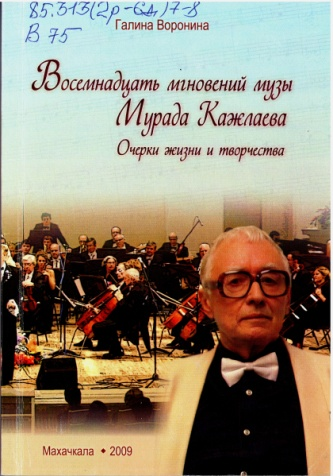 85.313(2р-6д)7-8
В 75
Галина Воронина
Восемнадцать мгновений музы
Мурада Кажлаева
Очерки жизни и творчества
Махачкала ◆ 2009